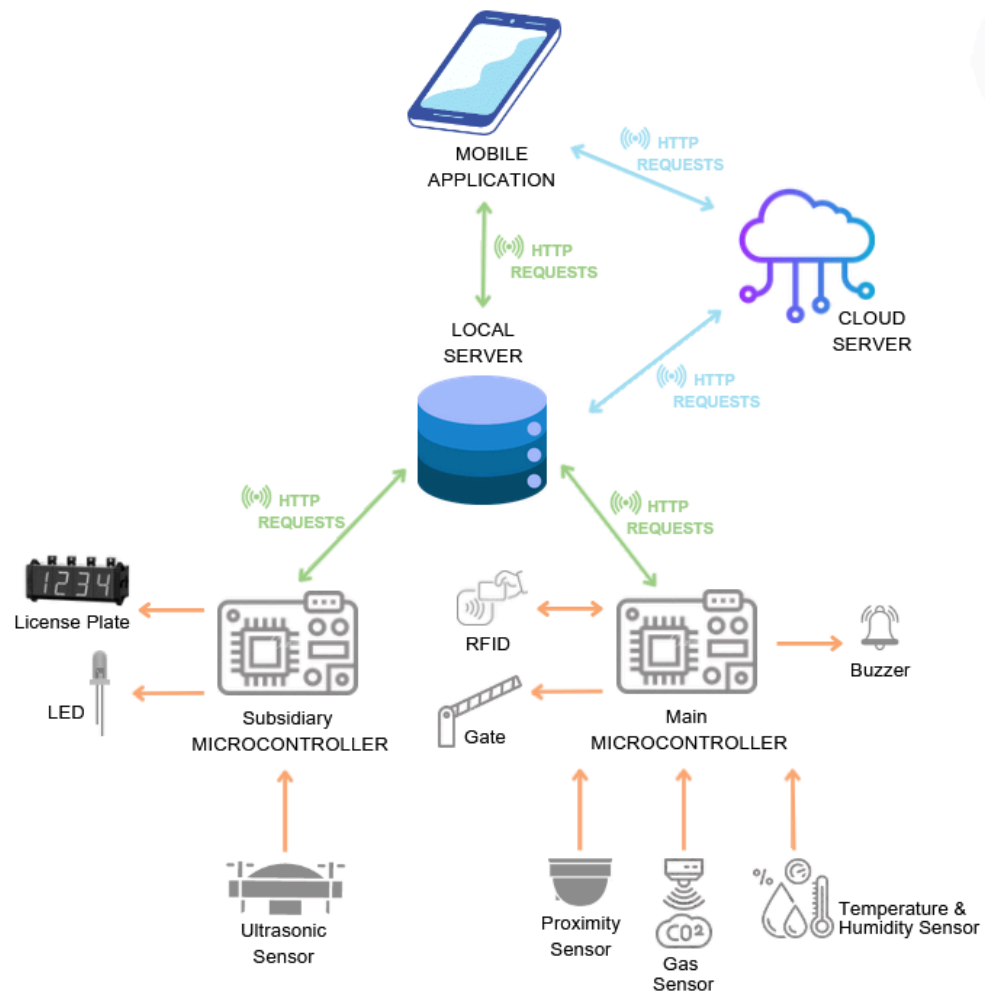 MOBILE
APPLICATION
HTTP
REQUESTS
HTTP
REQUESTS
CLOUD
SERVER
LOCAL
SERVER
HTTP
REQUESTS
HTTP
REQUESTS
HTTP
REQUESTS
1234
License Plate
LED
Subsidiary
MICROCONTROLLER
RFID
Gate
Main
MICROCONTROLLER
Buzzer
Ultrasonic
Sensor
Proximity
Sensor
CO2
Gas
Sensor
%
Temperature &
Humidity Sensor